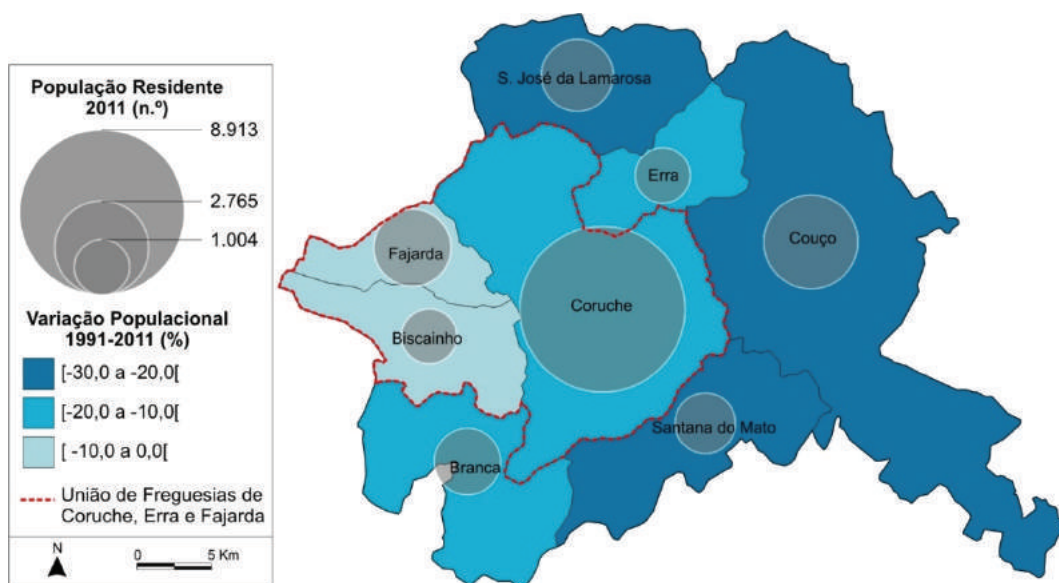 População Residente
2011 (n.º)
8.913
2.765
1.004
Variação Populacional
1991-2011 (%)
[-30,0 a -20,0[
[-20,0 a -10,0[
[ -10,0 a 0,0[
União de Freguesias de
Coruche, Erra e Fajarda
N
0 5 Km
S. José da Lamarosa
Erra
Couço
Fajarda
Coruche
Biscainho
Santana do Mato
Branca